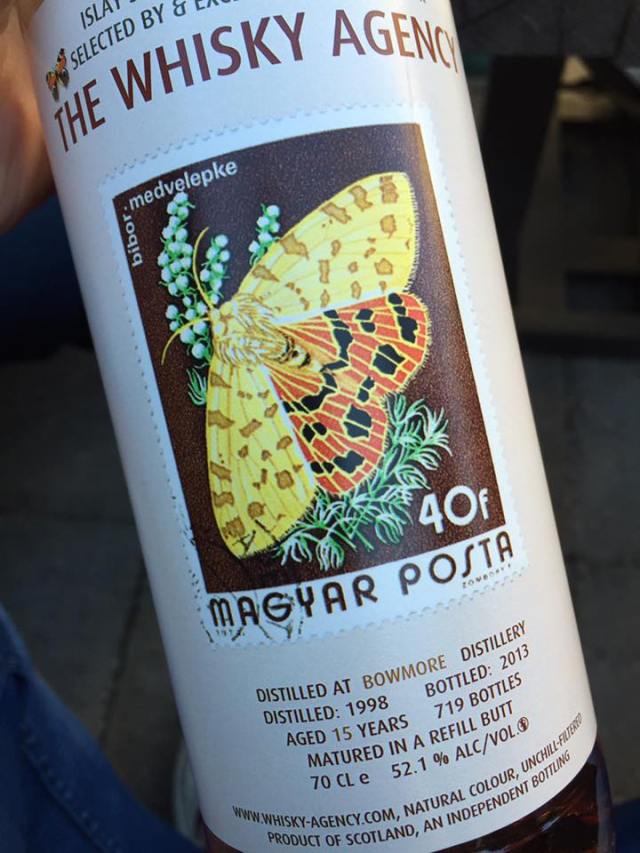 ISLAY
SELECTED BY &
THE WHISKY AGENCY
bíbor-medvelepke
40f
MAGYAR POSTA
DISTILLED AT BOWMORE DISTILLERY
DISTILLED: 1998 BOTTLED: 2013
AGED 15 YEARS 719 BOTTLES
MATURED IN A REFILL BUTT
70 CL e 52.1 % ALC/VOL.
WWW.WHISKY-AGENCY.COM, NATURAL COLOUR, UNCHILL-FILTERED
PRODUCT OF SCOTLAND, AN INDEPENDENT BOTTLING